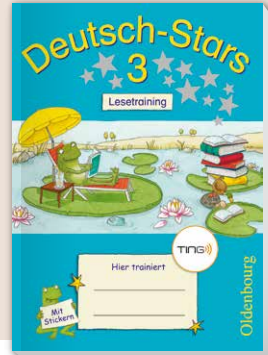 Deutsch-Stars
3
Lesetraining
TING
Hier trainiert
Mit
Stickern
Oldenbourg